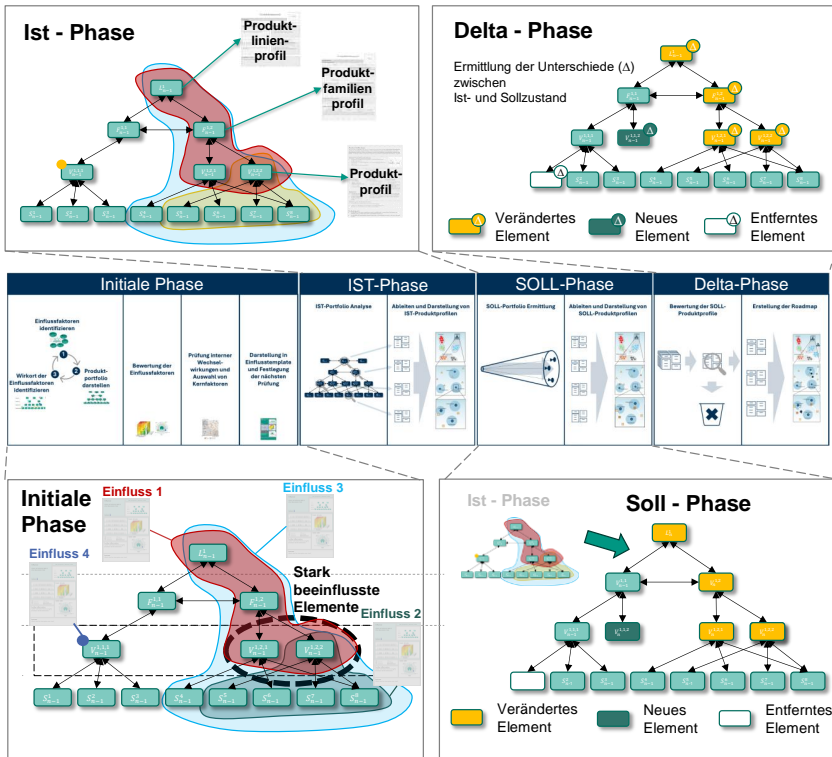 Ist - Phase
Produkt-
linien-
profil
Produkt-
familien
profil
Produkt-
profil
Delta - Phase
Ermittlung der Unterschiede (Δ)
zwischen
Ist- und Sollzustand
Verändertes
Element
Neues
Element
Entferntes
Element
Initiale Phase
Einflussfaktoren
identifizieren
1
2
3
Wirkort der
Einflussfaktoren
identifizieren
Produkt-
portfolio
darstellen
Bewertung der
Einflussfaktoren
Prüfung interner
Wechsel-
wirkungen und
Auswahl von
Kernfaktoren
Darstellung in
Einflusstemplate
und Festlegung
der nächsten
Prüfung
IST-Phase
IST-Portfolio Analyse
Ableiten und Darstellung von
IST-Produktprofilen
SOLL-Phase
SOLL-Portfolio Ermittlung
Ableiten und Darstellung von
SOLL-Produktprofilen
Delta-Phase
Bewertung der SOLL-
Produktprofile
Erstellung der Roadmap
Initiale
Phase
Einfluss 1
Einfluss 3
Einfluss 4
Stark
beeinflusste
Elemente
Einfluss 2
Ist - Phase
Soll - Phase
Verändertes
Element
Neues
Element
Entferntes
Element